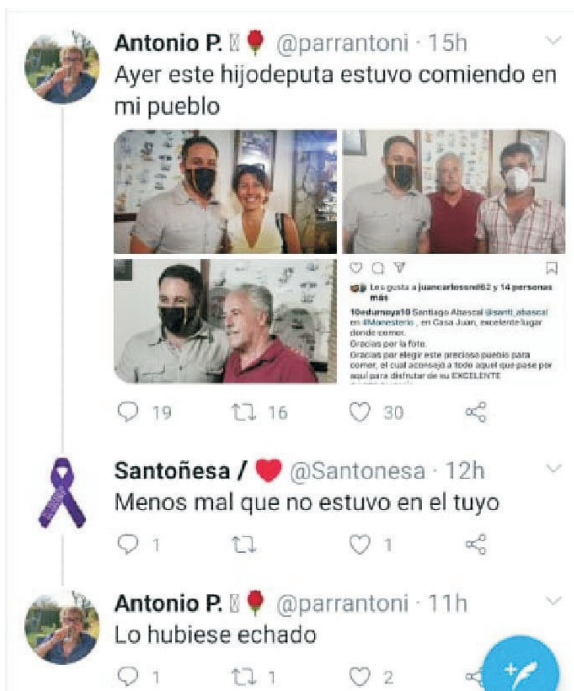 Antonio P. 🌹 @parrantoni · 15h
Ayer este hijodeputa estuvo comiendo en
mi pueblo
Les gusta a juancarlossnd62 y 14 personas
más
10edumoya10 Santiago Abascal @santi_abascal
en #Monesterio, en Casa Juan, excelente lugar
donde comer.
Gracias por la foto.
Gracias por elegir este precioso pueblo para
comer, el cual aconsejó a todo aquel que pase por
aquí para disfrutar de su EXCELENTE
19 16 30
Santoñesa / ❤️ @Santonesa · 12h
Menos mal que no estuvo en el tuyo
1 1
Antonio P. 🌹 @parrantoni · 11h
Lo hubiese echado
1 1 2